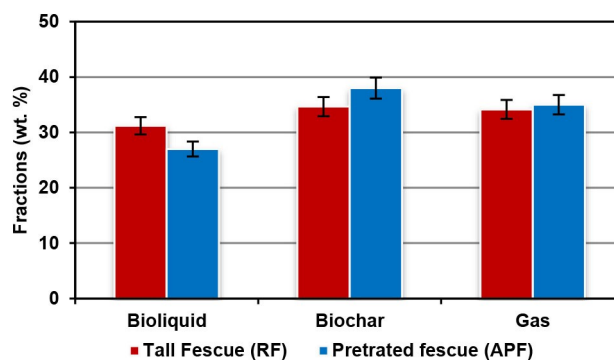 Fractions (wt. %)
50
40
30
20
10
0
Bioliquid Biochar Gas
Tall Fescue (RF) Pretrated fescue (APF)